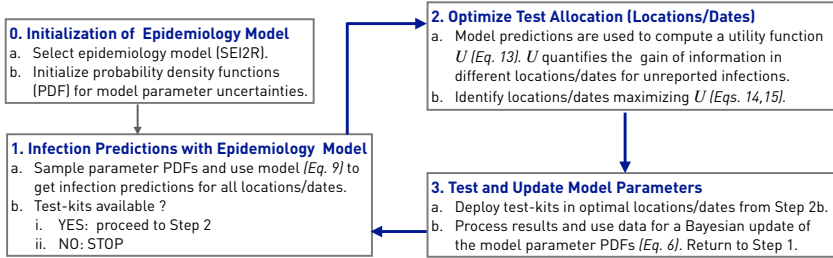 0. Initialization of Epidemiology Model
a. Select epidemiology model (SEI2R).
b. Initialize probability density functions
(PDF) for model parameter uncertainties.
1. Infection Predictions with Epidemiology Model
a. Sample parameter PDFs and use model (Eq. 9) to
get infection predictions for all locations/dates.
b. Test-kits available ?
i. YES: proceed to Step 2
ii. NO: STOP
2. Optimize Test Allocation (Locations/Dates)
a. Model predictions are used to compute a utility function
U (Eq. 13). U quantifies the gain of information in
different locations/dates for unreported infections.
b. Identify locations/dates maximizing U (Eqs. 14,15).
3. Test and Update Model Parameters
a. Deploy test-kits in optimal locations/dates from Step 2b.
b. Process results and use data for a Bayesian update of
the model parameter PDFs (Eq. 6). Return to Step 1.